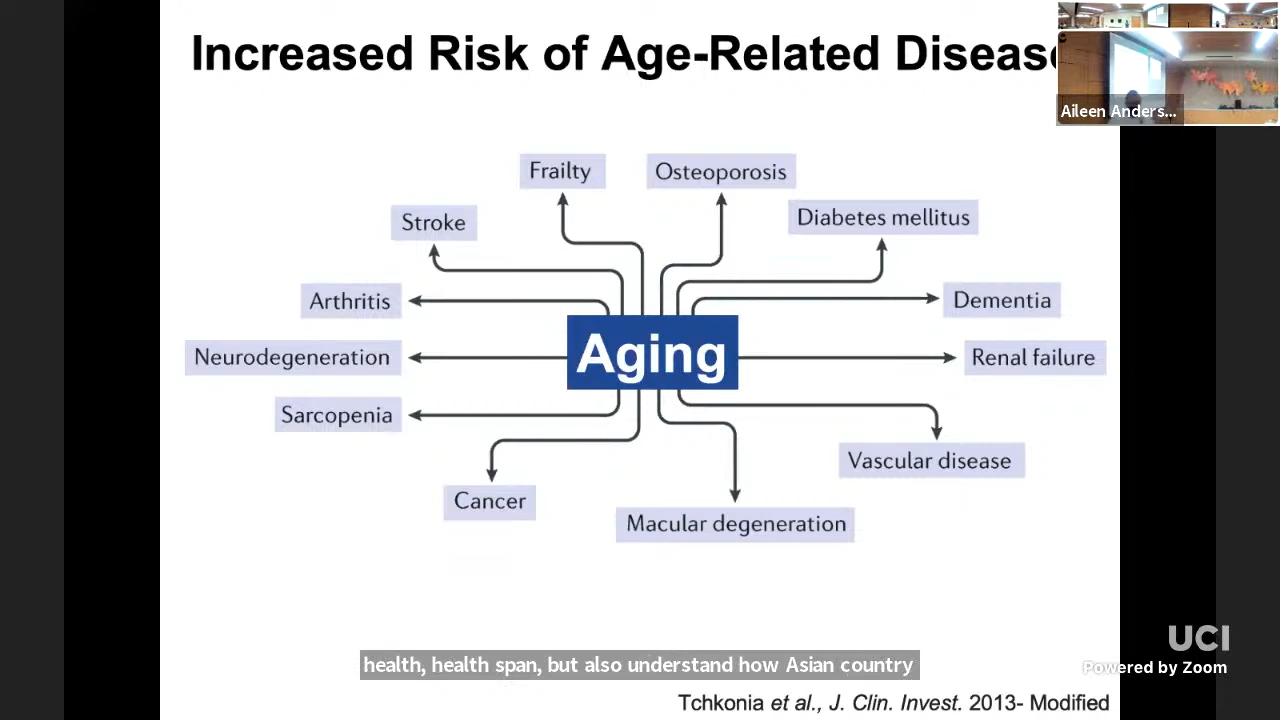 Increased Risk of Age-Related Diseas
Aileen Anders...
Frailty
Osteoporosis
Stroke
Diabetes mellitus
Arthritis
Dementia
Aging
Neurodegeneration
Renal failure
Sarcopenia
Vascular disease
Cancer
Macular degeneration
UCI
health, health span, but also understand how Asian country
Powered by Zoom
Tchkonia et al., J. Clin. Invest. 2013- Modified